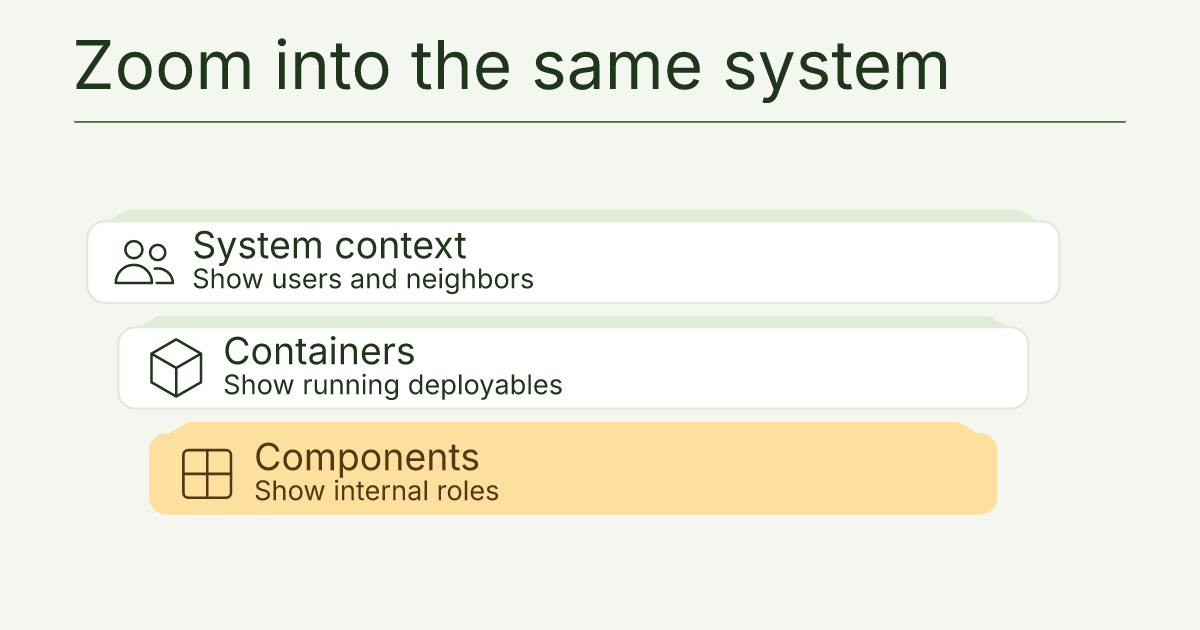 Zoom into the same system
System context
Show users and neighbors
Containers
Show running deployables
Components
Show internal roles